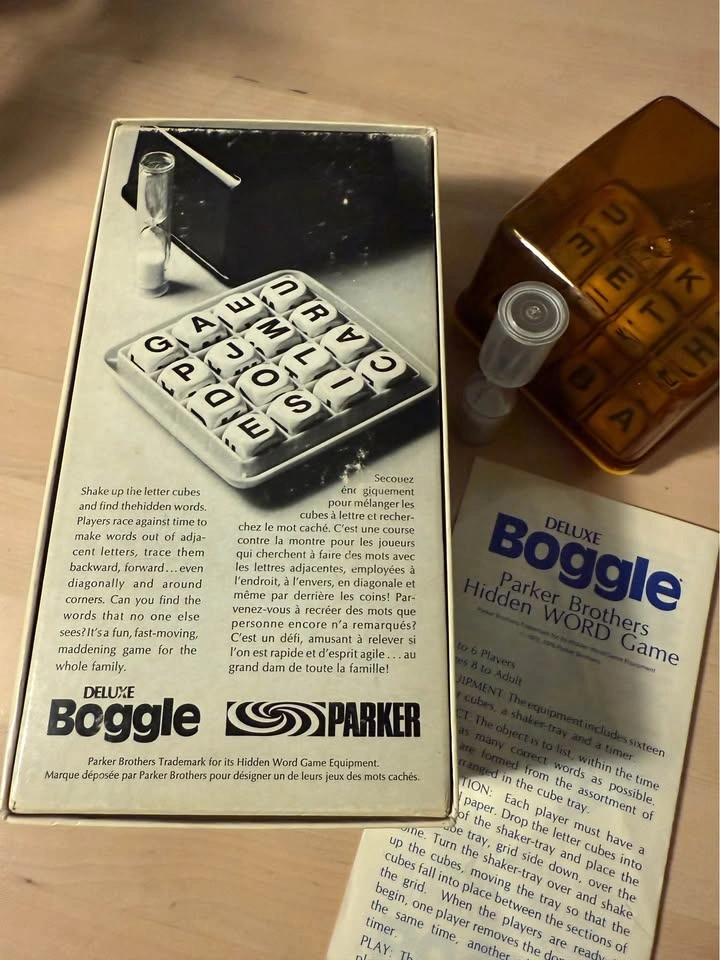 G A E U
P J M R
D O L A
E S I C
Shake up the letter cubes
and find thehidden words.
Players race against time to
make words out of adja-
cent letters, trace them
backward, forward...even
diagonally and around
corners. Can you find the
words that no one else
sees? It's a fun, fast-moving,
maddening game for the
whole family.
Secouez
giquement
pour mélanger les
cubes à lettre et recher-
chez le mot caché. C'est une course
contre la montre pour les joueurs
qui cherchent à faire des mots avec
les lettres adjacentes, employées à
l'endroit, à l'envers, en diagonale et
même par derrière les coins! Par-
venez-vous à recréer des mots que
personne encore n'a remarqués?
C'est un défi, amusant à relever si
l'on est rapide et d'esprit agile...au
grand dam de toute la famille!
DELUXE
Boggle
PARKER
Parker Brothers Trademark for its Hidden Word Game Equipment.
Marque déposée par Parker Brothers pour désigner un de leurs jeux des mots cachés.
U K
E T H
A
DELUXE
Boggle
Parker Brothers
Hidden WORD Game
Parker Brothers Trademark for its Hidden Word Game Equipment
to 6 Players
8 to Adult
The equipment includes sixteen
cubes, a shaker-tray and a timer.
The object is to list, within the time
as many correct words as possible.
are formed from the assortment of
in the cube tray.
Each player must have a
paper. Drop the letter cubes into
of the shaker-tray and place the
tray, grid side down, over the
Turn the shaker-tray over and shake
up the cubes, moving the tray so that the
cubes fall into place between the sections of
the grid. When the players are ready
begin, one player removes the
the same time, another
timer.
PLAY: